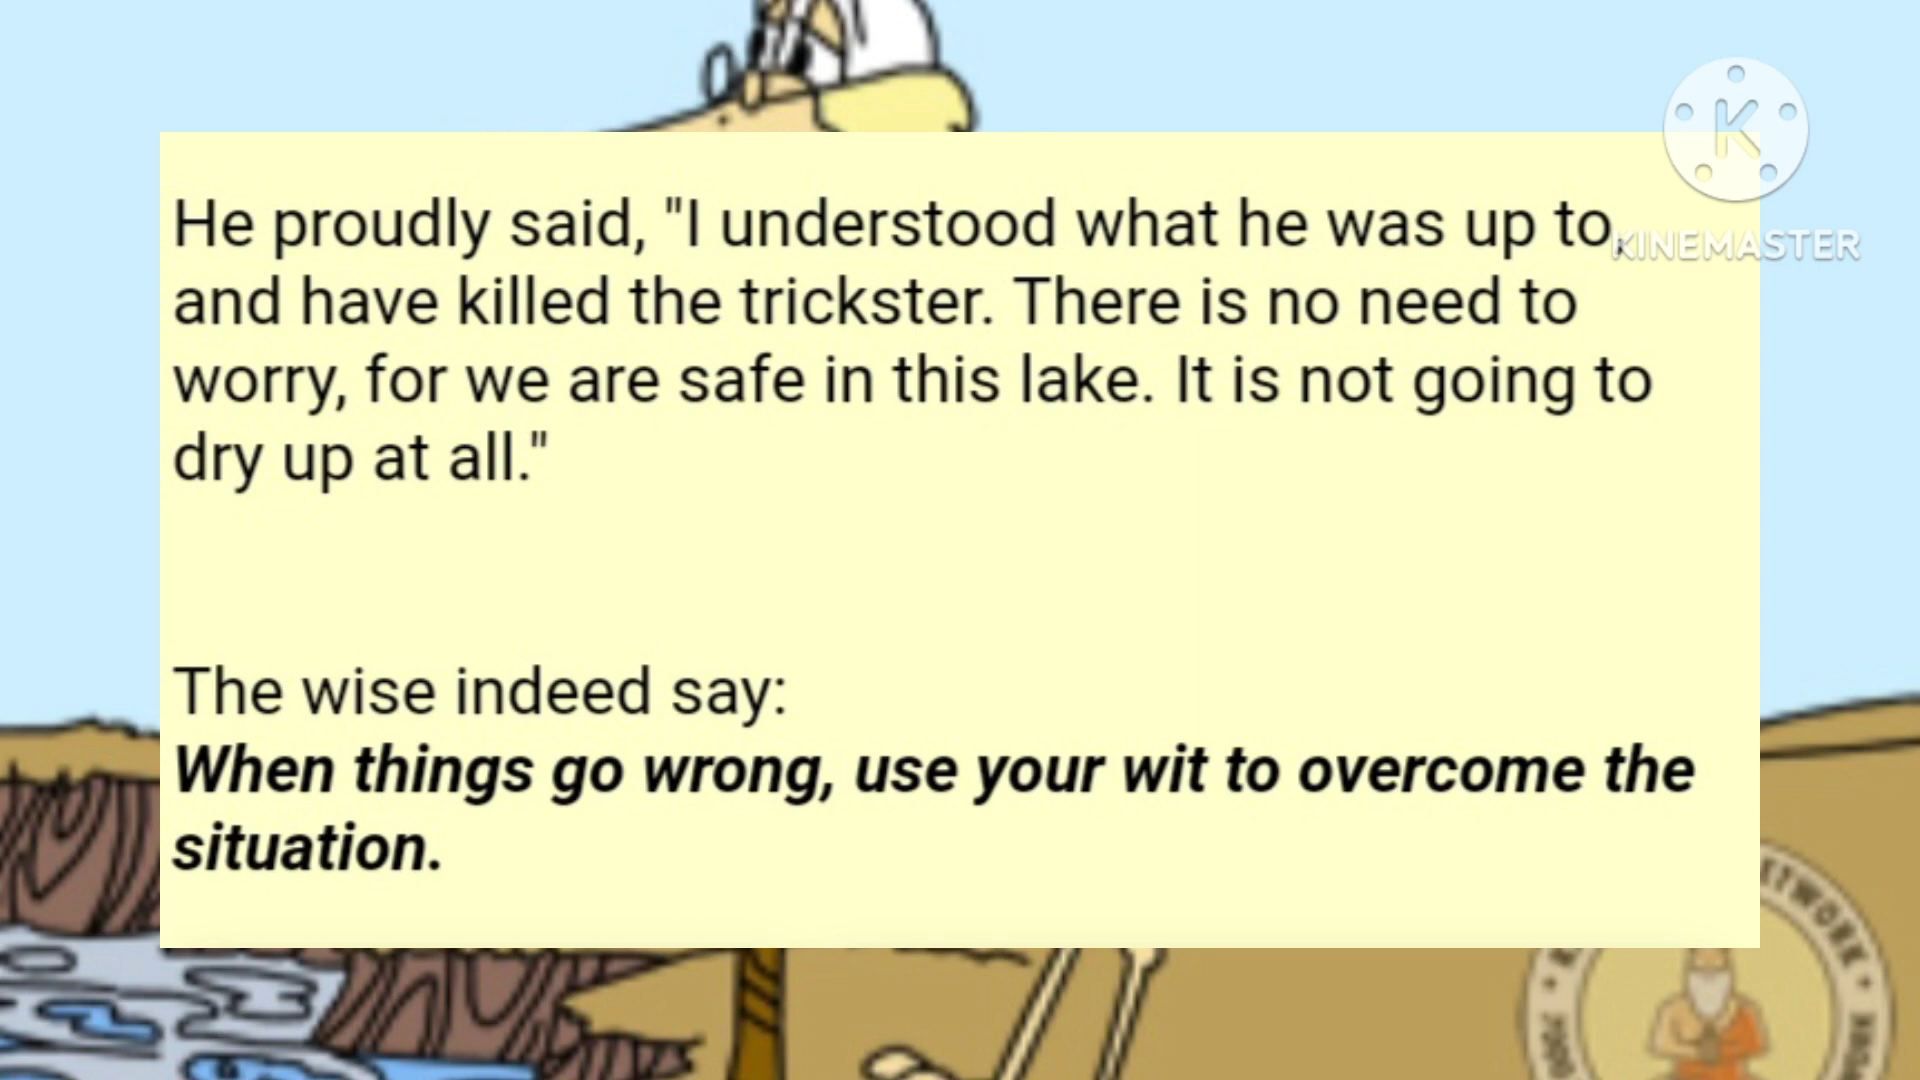 He proudly said, "I understood what he was up to,
and have killed the trickster. There is no need to
worry, for we are safe in this lake. It is not going to
dry up at all."
The wise indeed say:
When things go wrong, use your wit to overcome the
situation.
K
KINEMASTER